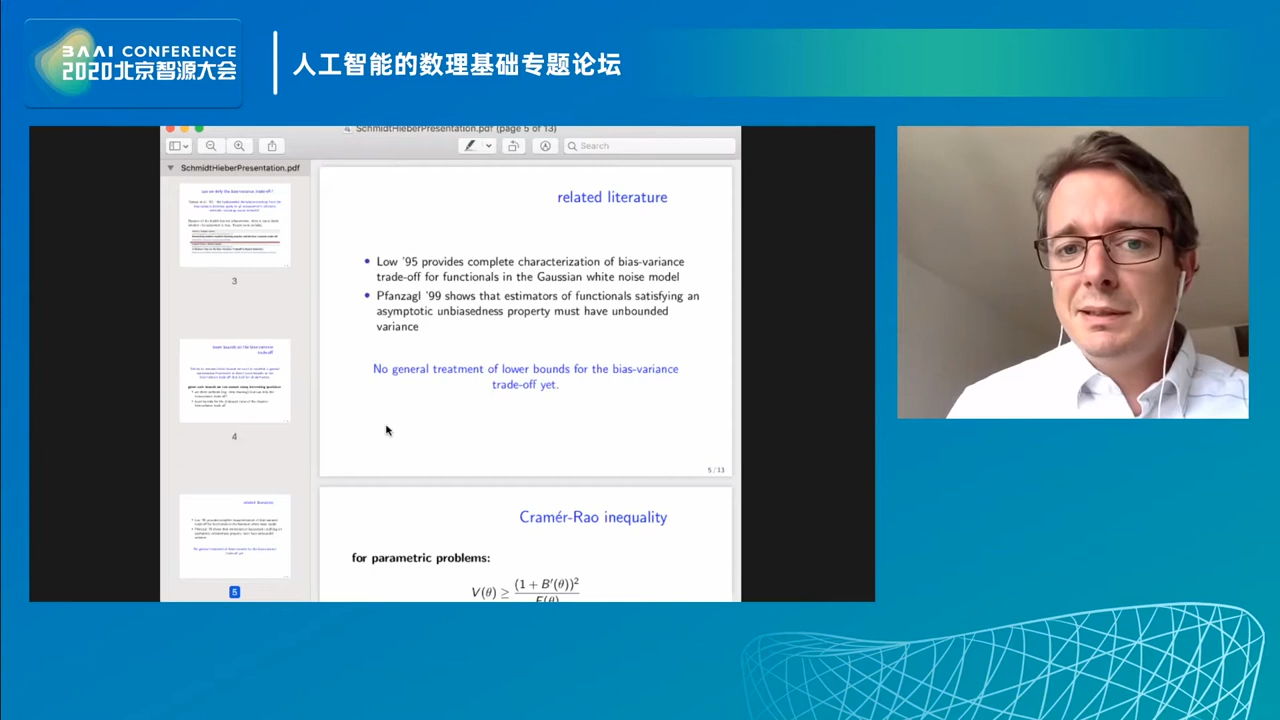 BAAI CONFERENCE
2020北京智源大会
人工智能的数理基础专题论坛
SchmidtHieberPresentation.pdf (page 5 of 13)
Search
SchmidtHieberPresentation.pdf
3
4
5
related literature
Low '95 provides complete characterization of bias-variance
trade-off for functionals in the Gaussian white noise model
Pfanzagl '99 shows that estimators of functionals satisfying an
asymptotic unbiasedness property must have unbounded
variance
No general treatment of lower bounds for the bias-variance
trade-off yet.
5 / 13
Cramér-Rao inequality
for parametric problems:
V(θ) ≥ (1 + B′(θ))² / F(θ)